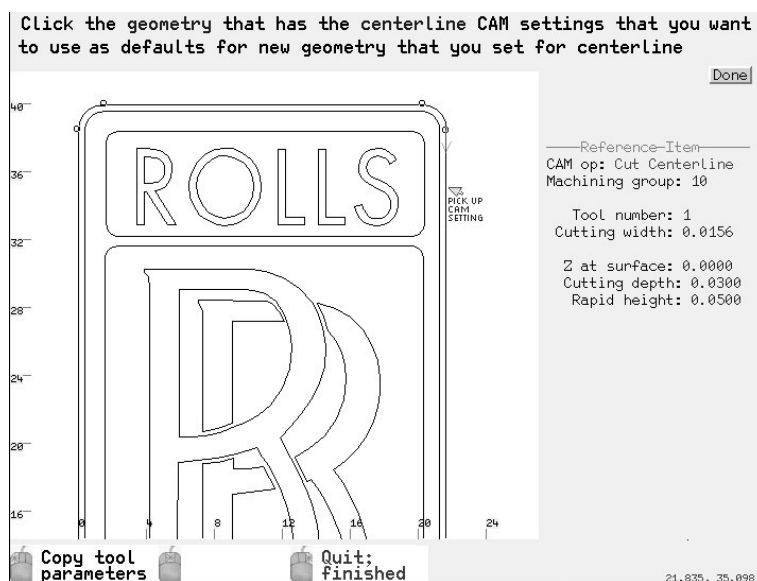 Click the geometry that has the centerline CAM settings that you want
to use as defaults for new geometry that you set for centerline
Done
40
36
32
28
24
20
16
0
4
8
12
16
20
24
ROLLS
PICK UP
CAM
SETTING
Reference Item
CAM op: Cut Centerline
Machining group: 10
Tool number: 1
Cutting width: 0.0156
Z at surface: 0.0000
Cutting depth: 0.0300
Rapid height: 0.0500
RR
Copy tool
parameters
Quit;
finished
21.835, 35.098